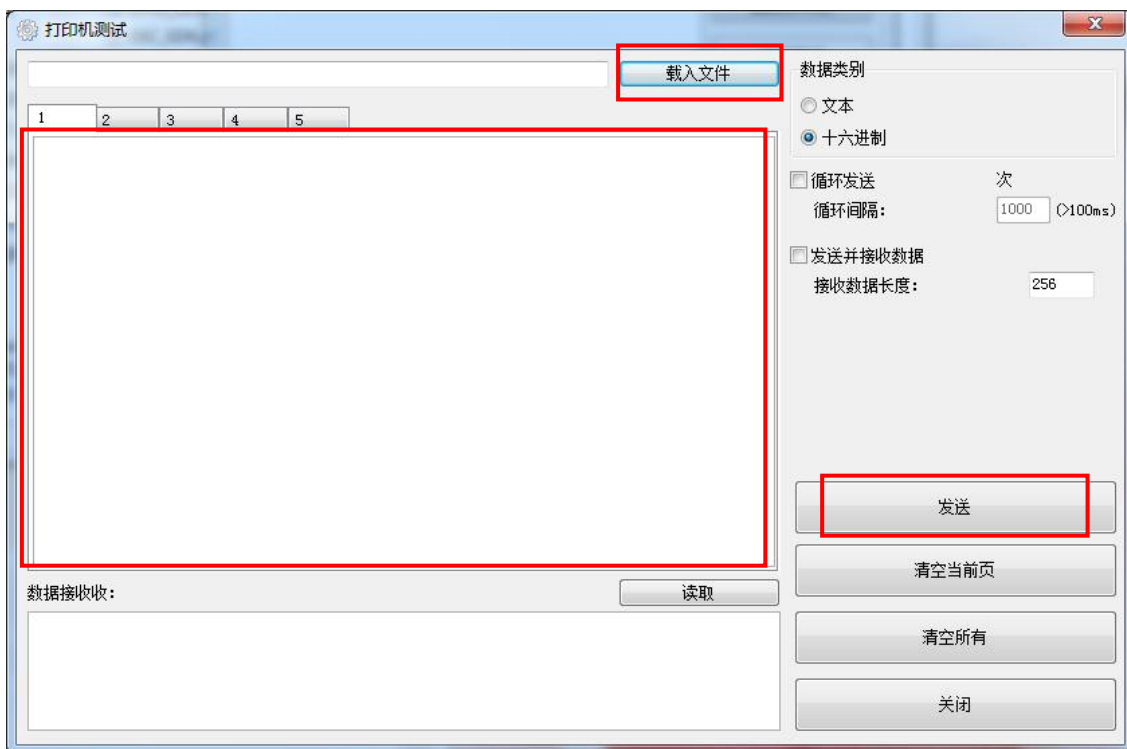 打印机测试
载入文件
1 2 3 4 5
数据类别
文本
十六进制
循环发送 次
循环间隔： 1000 (>100ms)
发送并接收数据
接收数据长度： 256
发送
清空当前页
数据接收收： 读取
清空所有
关闭